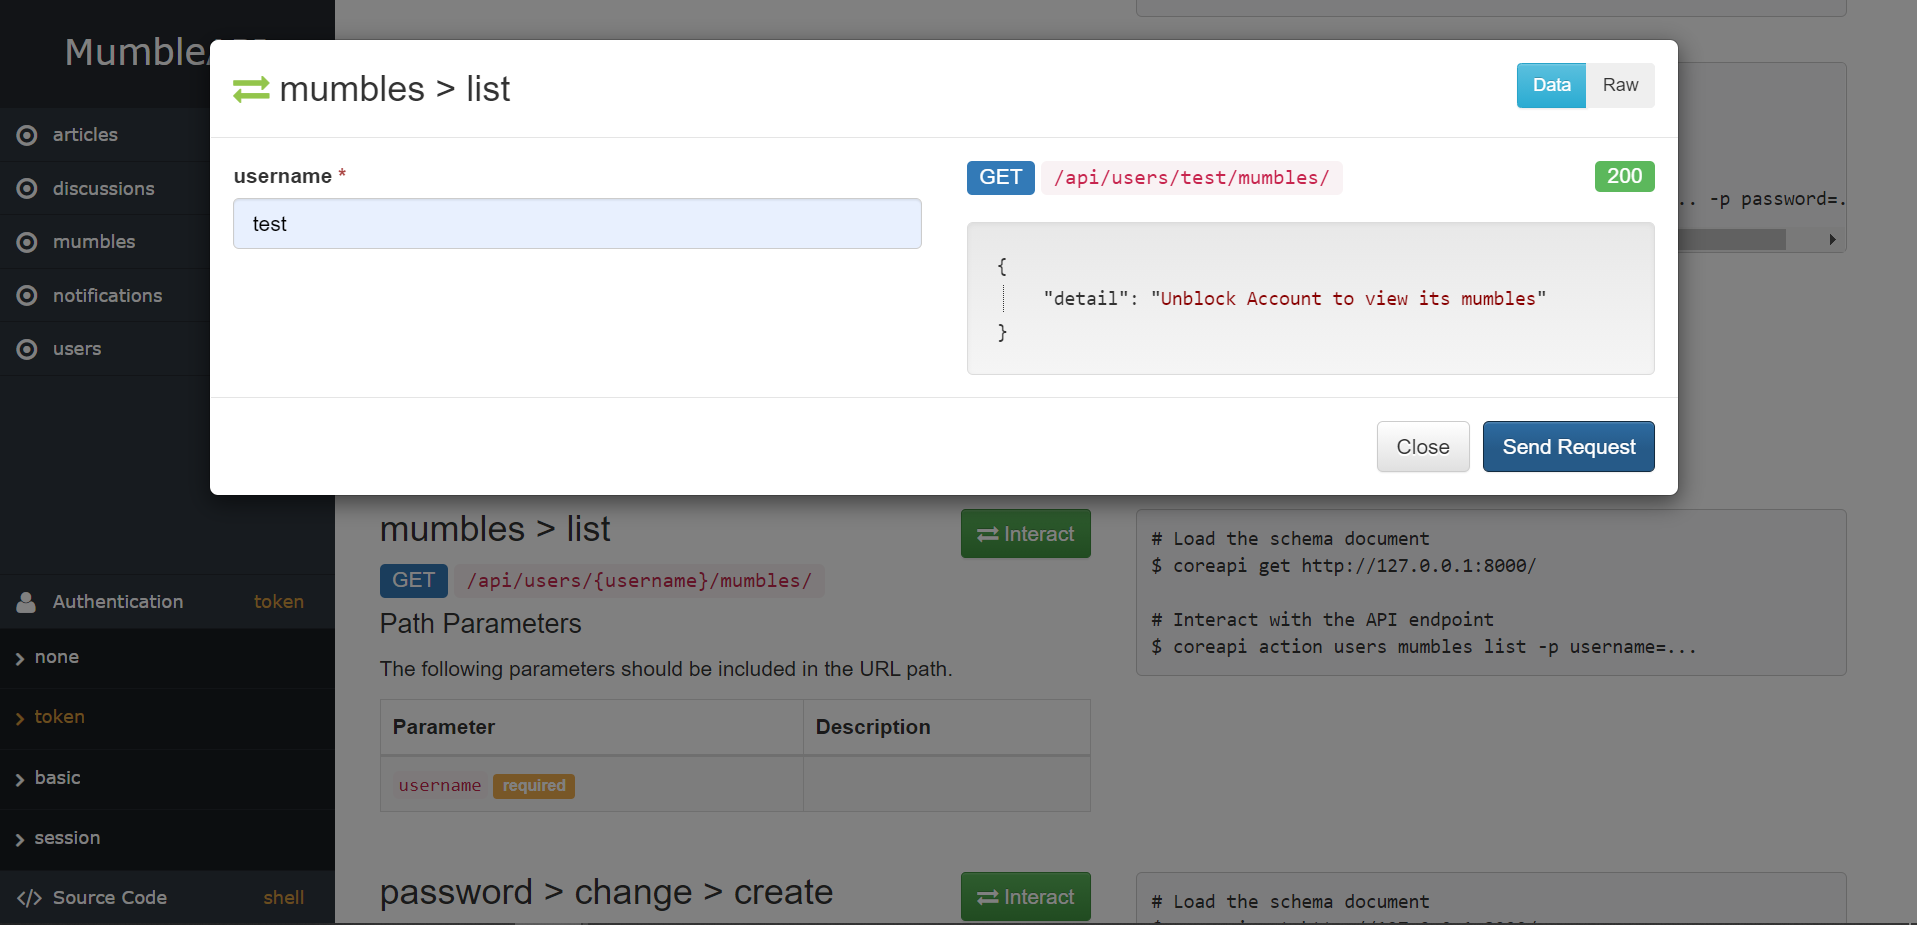 Mumble
articles
discussions
mumbles
notifications
users
Authentication token
none
token
basic
session
Source Code shell
mumbles > list
Data Raw
username *
test
GET /api/users/test/mumbles/ 200
{
"detail": "Unblock Account to view its mumbles"
}
Close Send Request
.. -p password=.
mumbles > list
Interact
GET /api/users/{username}/mumbles/
Path Parameters
The following parameters should be included in the URL path.
Parameter Description
username required
# Load the schema document
$ coreapi get http://127.0.0.1:8000/
# Interact with the API endpoint
$ coreapi action users mumbles list -p username=...
password > change > create
Interact
# Load the schema document